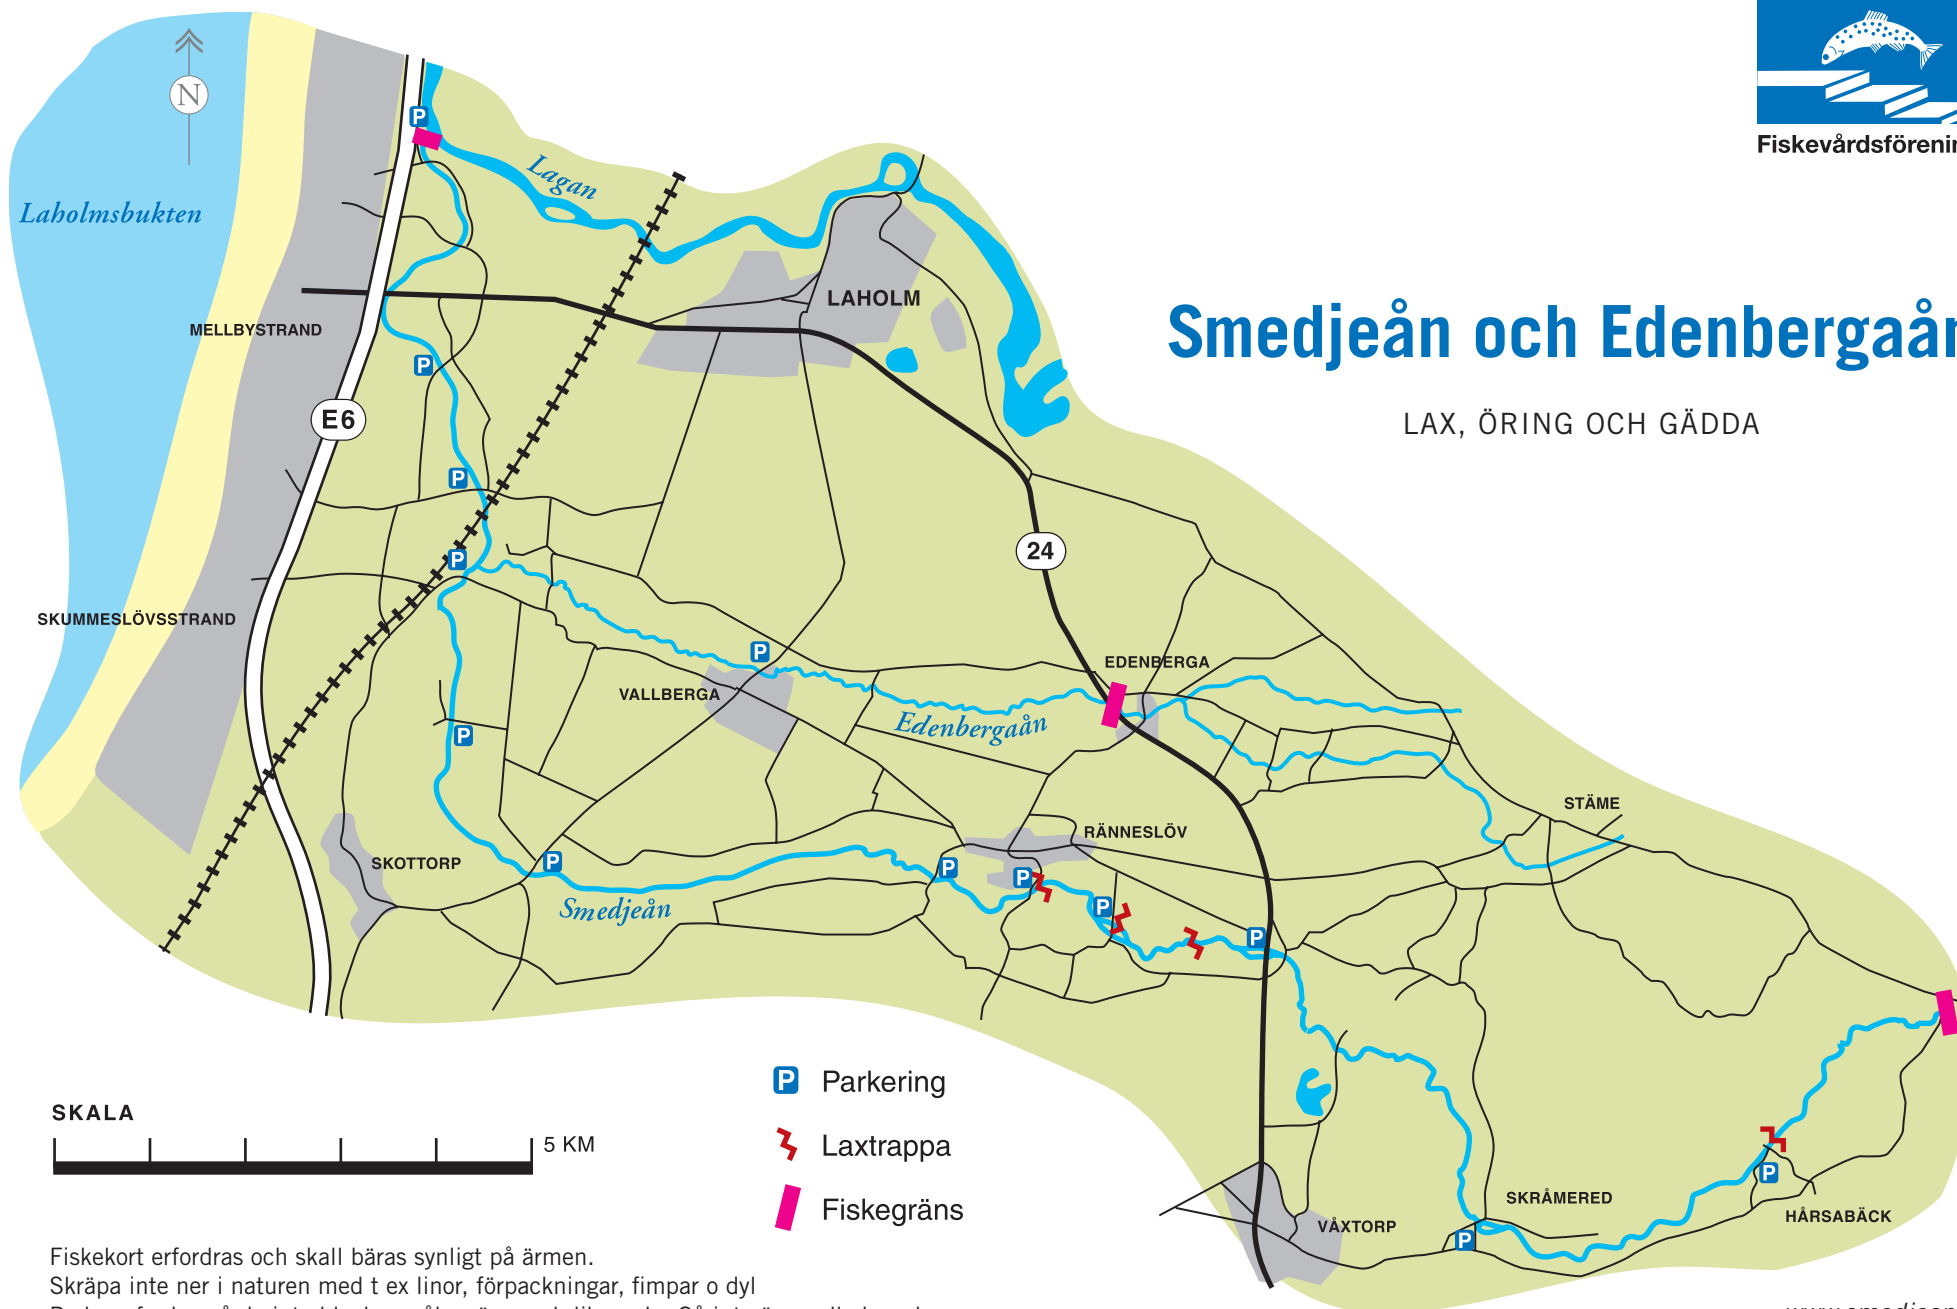 N
P
Lagan
Laholmsbukten
LAHOLM
MELLBYSTRAND
P
E6
P
24
P
SKUMMESLÖVSSTRAND
P
EDENBERGA
VALLBERGA
Edenbergaån
P
STÄME
RÄNNESLÖV
SKOTTORP
P
P
P
Smedjeån
P
P
SKRÅMERED
P
HÅRSABÄCK
VÅXTORP
P
Fiskevårdsförenin
Smedjeån och Edenbergaån
LAX, ÖRING OCH GÄDDA
SKALA
5 KM
P Parkering
Laxtrappa
Fiskegräns
Fiskekort erfordras och skall bäras synligt på ärmen.
Skräpa inte ner i naturen med t ex linor, förpackningar, fimpar o dyl